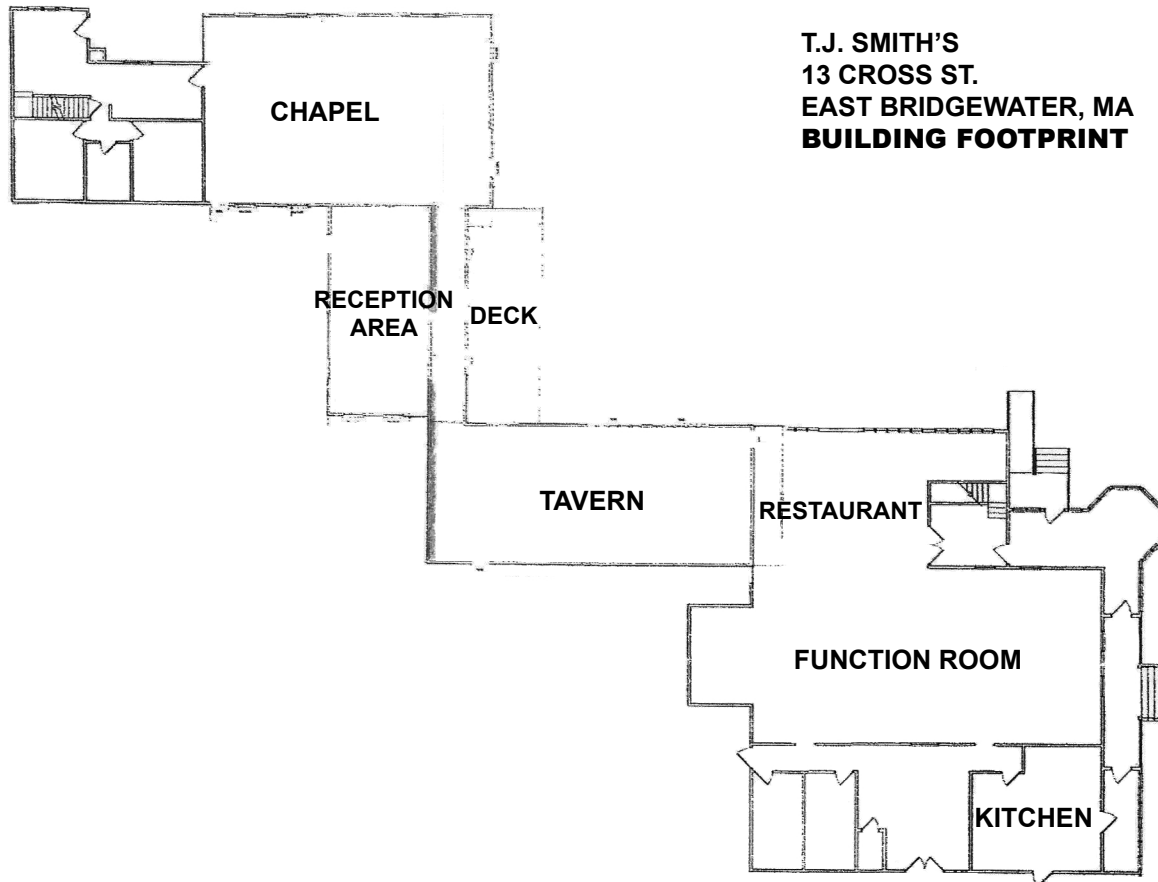 T.J. SMITH'S
13 CROSS ST.
EAST BRIDGEWATER, MA
BUILDING FOOTPRINT
CHAPEL
RECEPTION
AREA
DECK
TAVERN
RESTAURANT
FUNCTION ROOM
KITCHEN